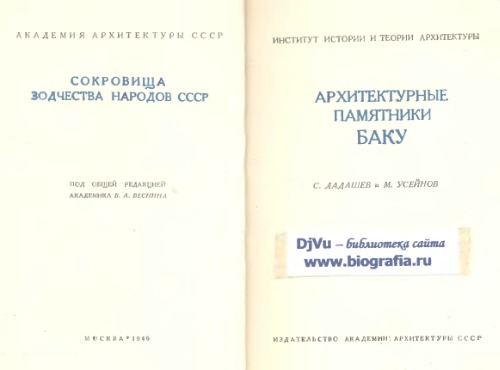 АКАДЕМИЯ АРХИТЕКТУРЫ СССР
СОКРОВИЩА
ЗОДЧЕСТВА НАРОДОВ СССР
ПОД ОБЩЕЙ РЕДАКЦИЕЙ
АКАДЕМИКА В. А. ВЕСНИНА
МОСКВА * 1946
ИНСТИТУТ ИСТОРИИ И ТЕОРИИ АРХИТЕКТУРЫ
АРХИТЕКТУРНЫЕ
ПАМЯТНИКИ
БАКУ
С. ДАДАШЕВ и М. УСЕЙНОВ
DjVu – библиотека сайта
www.biografia.ru
ИЗДАТЕЛЬСТВО АКАДЕМИИ АРХИТЕКТУРЫ СССР